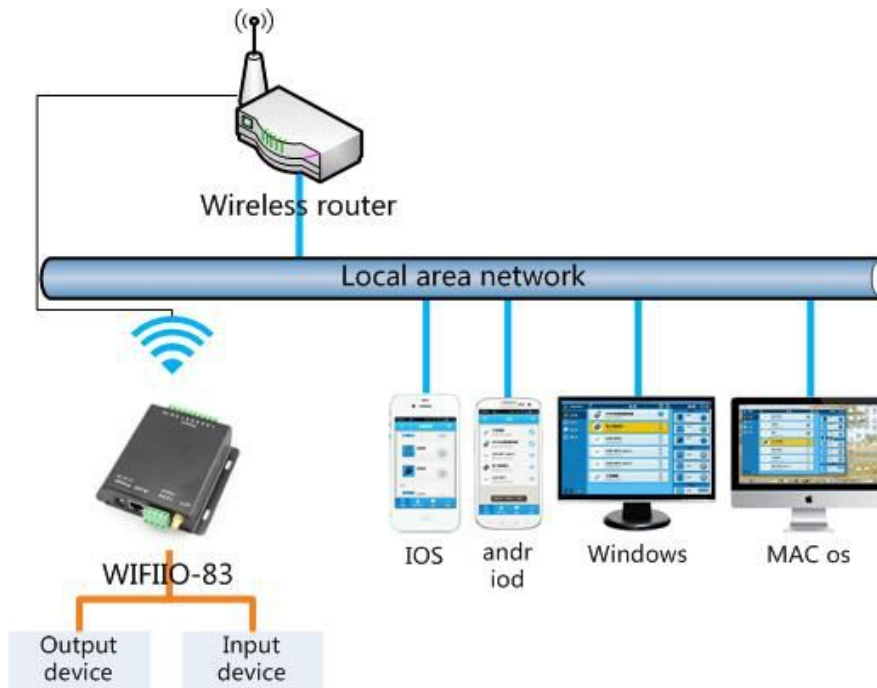 Wireless router
Local area network
IOS
andr
iod
Windows
MAC os
WIFIIO-83
Output
device
Input
device